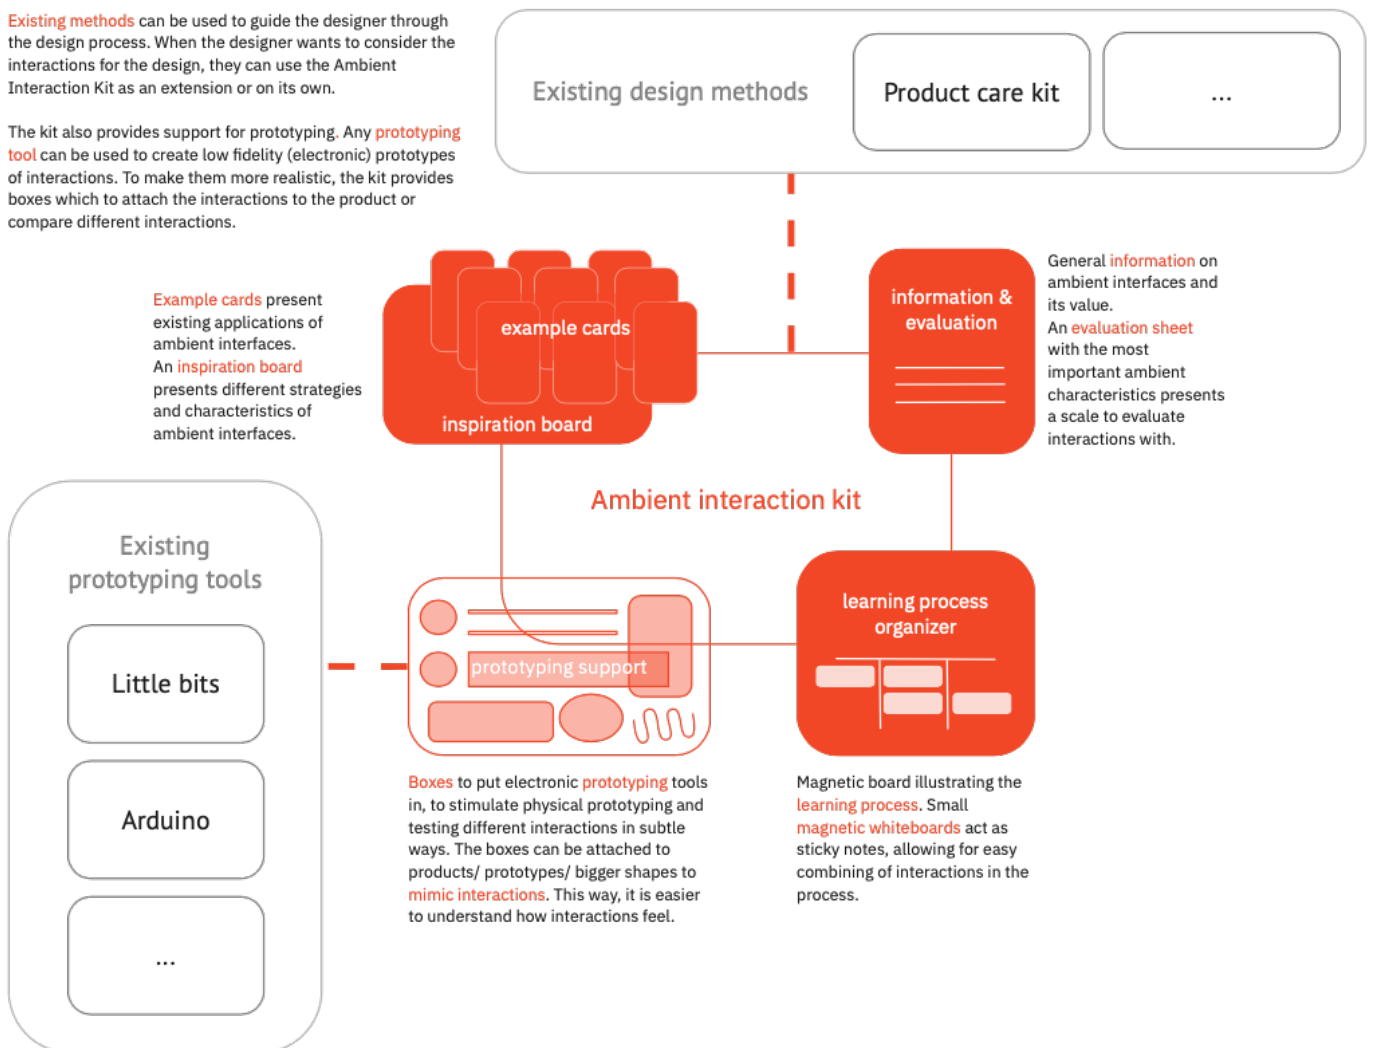 Existing methods can be used to guide the designer through
the design process. When the designer wants to consider the
interactions for the design, they can use the Ambient
Interaction Kit as an extension or on its own.
The kit also provides support for prototyping. Any prototyping
tool can be used to create low fidelity (electronic) prototypes
of interactions. To make them more realistic, the kit provides
boxes which to attach the interactions to the product or
compare different interactions.
Existing design methods
Product care kit
...
Example cards present
existing applications of
ambient interfaces.
An inspiration board
presents different strategies
and characteristics of
ambient interfaces.
example cards
inspiration board
information &
evaluation
General information on
ambient interfaces and
its value.
An evaluation sheet
with the most
important ambient
characteristics presents
a scale to evaluate
interactions with.
Ambient interaction kit
Existing
prototyping tools
Little bits
Arduino
...
prototyping support
learning process
organizer
Boxes to put electronic prototyping tools
in, to stimulate physical prototyping and
testing different interactions in subtle
ways. The boxes can be attached to
products/ prototypes/ bigger shapes to
mimic interactions. This way, it is easier
to understand how interactions feel.
Magnetic board illustrating the
learning process. Small
magnetic whiteboards act as
sticky notes, allowing for easy
combining of interactions in the
process.